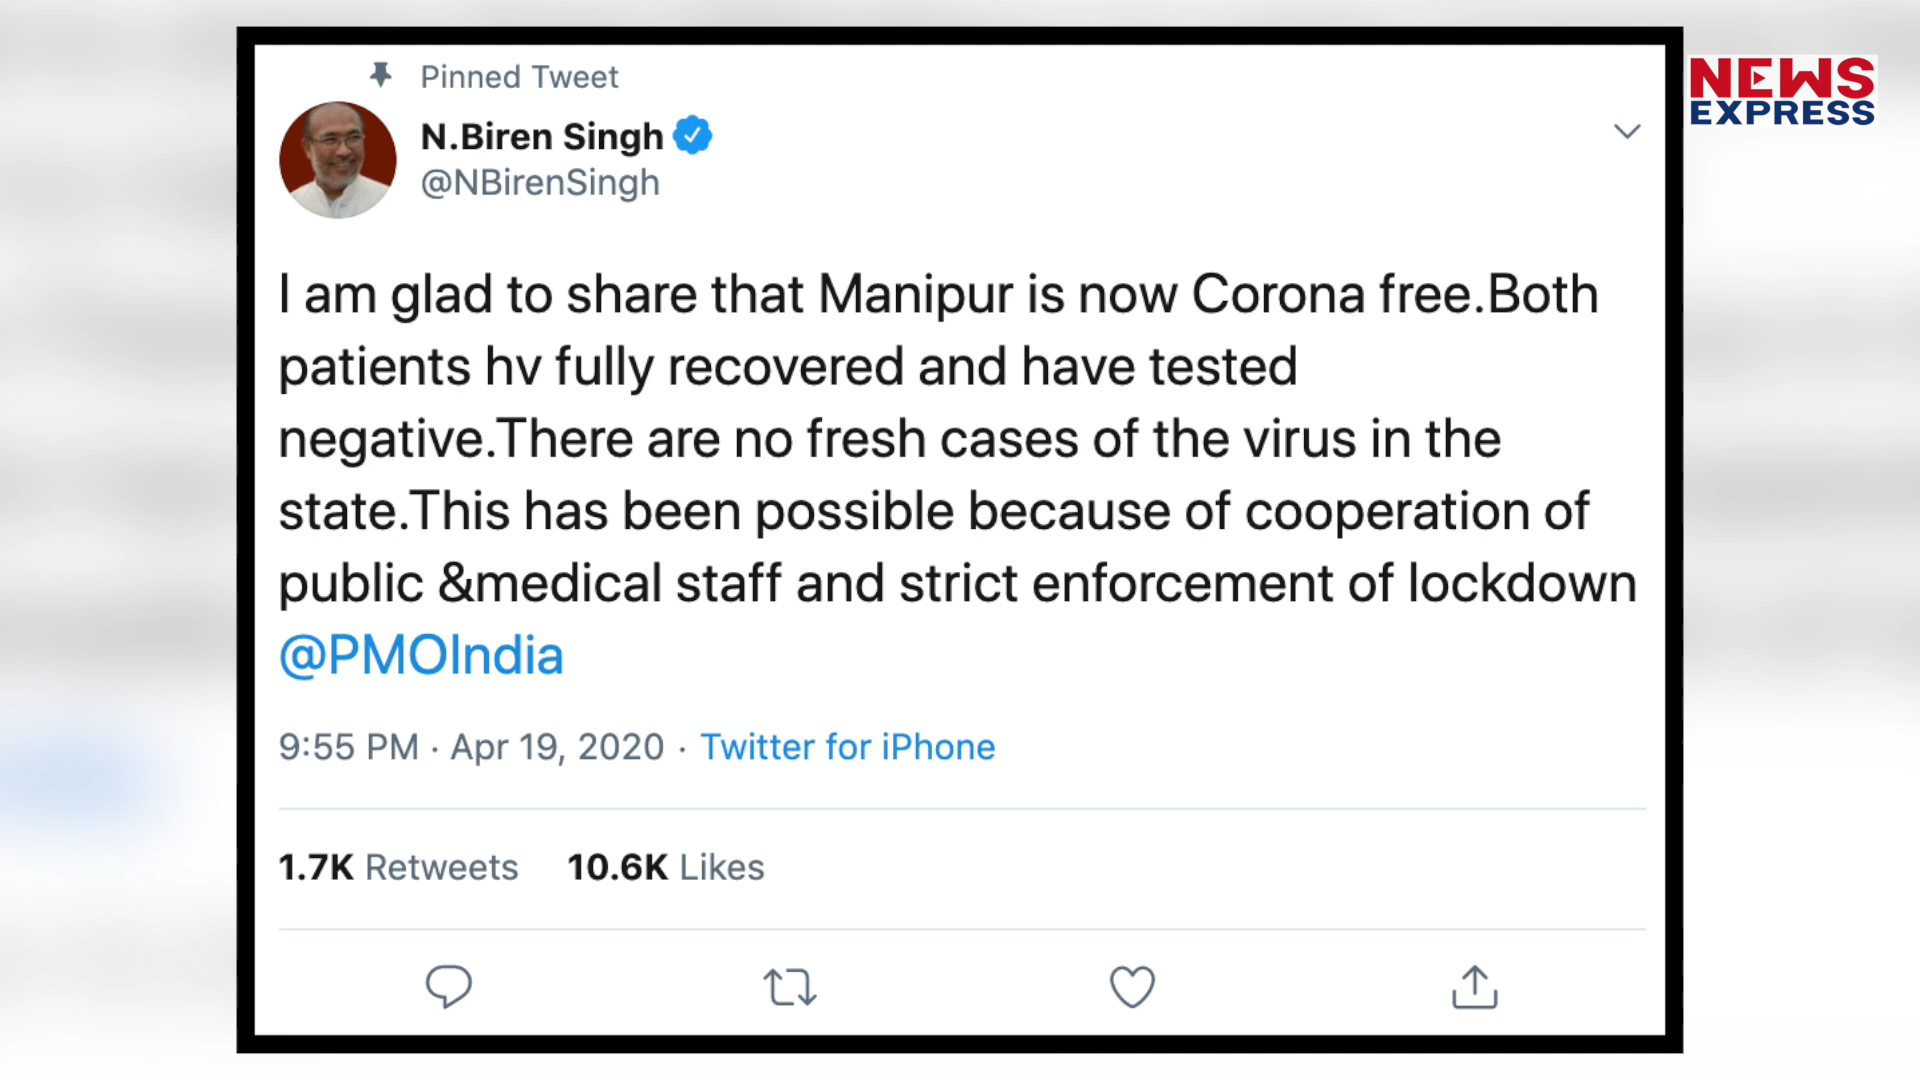 Pinned Tweet
NEWS
EXPRESS
N.Biren Singh
@NBirenSingh
I am glad to share that Manipur is now Corona free.Both
patients hv fully recovered and have tested
negative.There are no fresh cases of the virus in the
state.This has been possible because of cooperation of
public &medical staff and strict enforcement of lockdown
@PMOIndia
9:55 PM · Apr 19, 2020 · Twitter for iPhone
1.7K Retweets 10.6K Likes